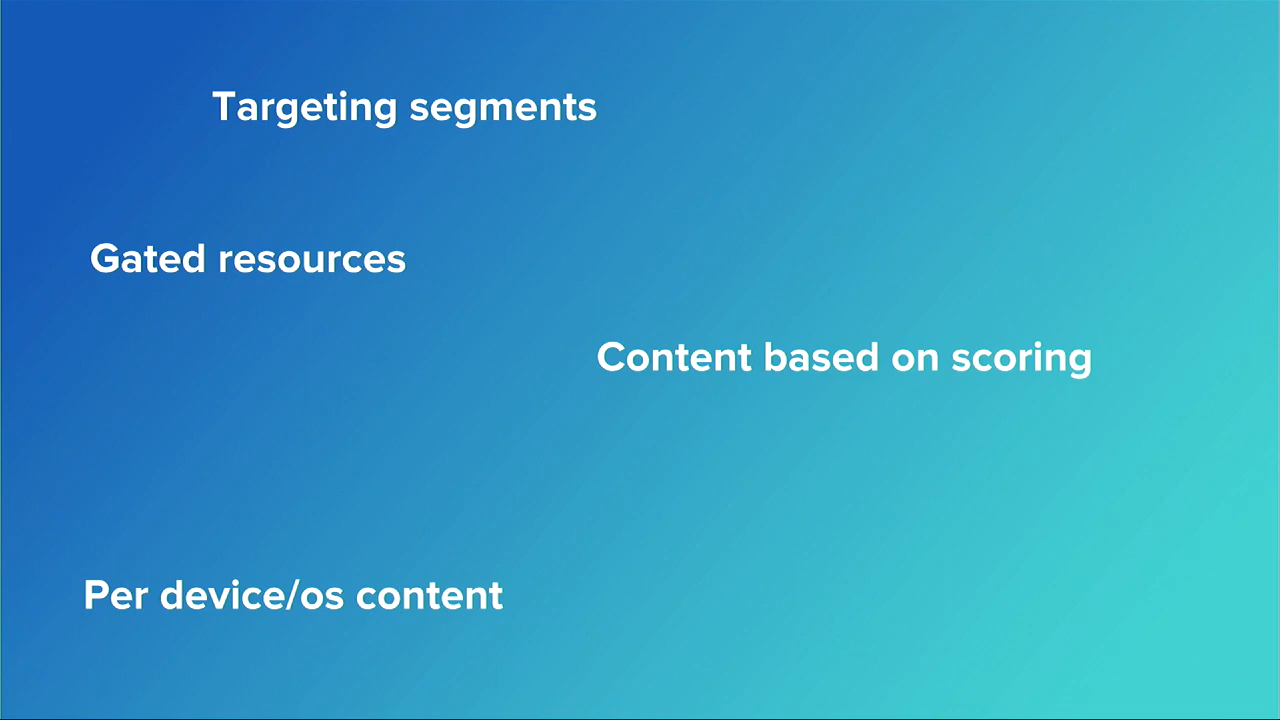 Targeting segments
Gated resources
Content based on scoring
Per device/os content